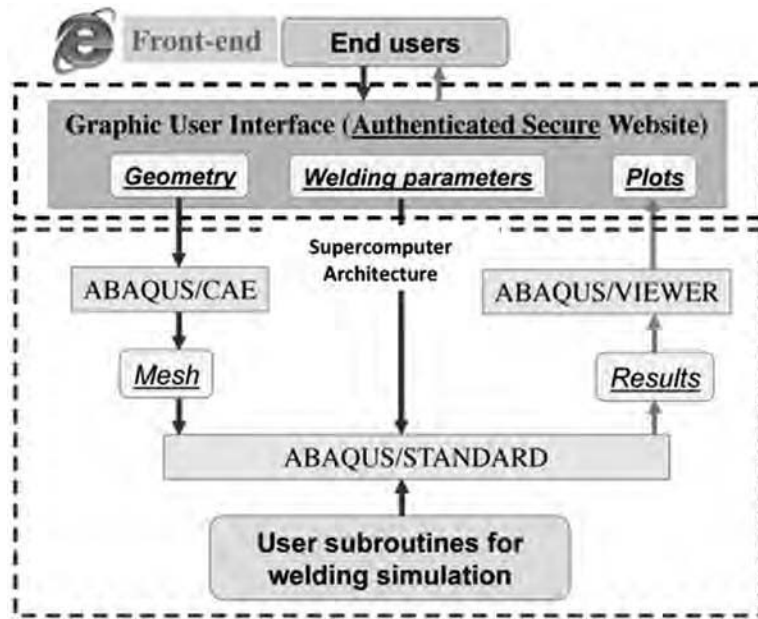 Front-end
End users
Graphic User Interface (Authenticated Secure Website)
Geometry
Welding parameters
Plots
Supercomputer
Architecture
ABAQUS/CAE
ABAQUS/VIEWER
Mesh
Results
ABAQUS/STANDARD
User subroutines for
welding simulation